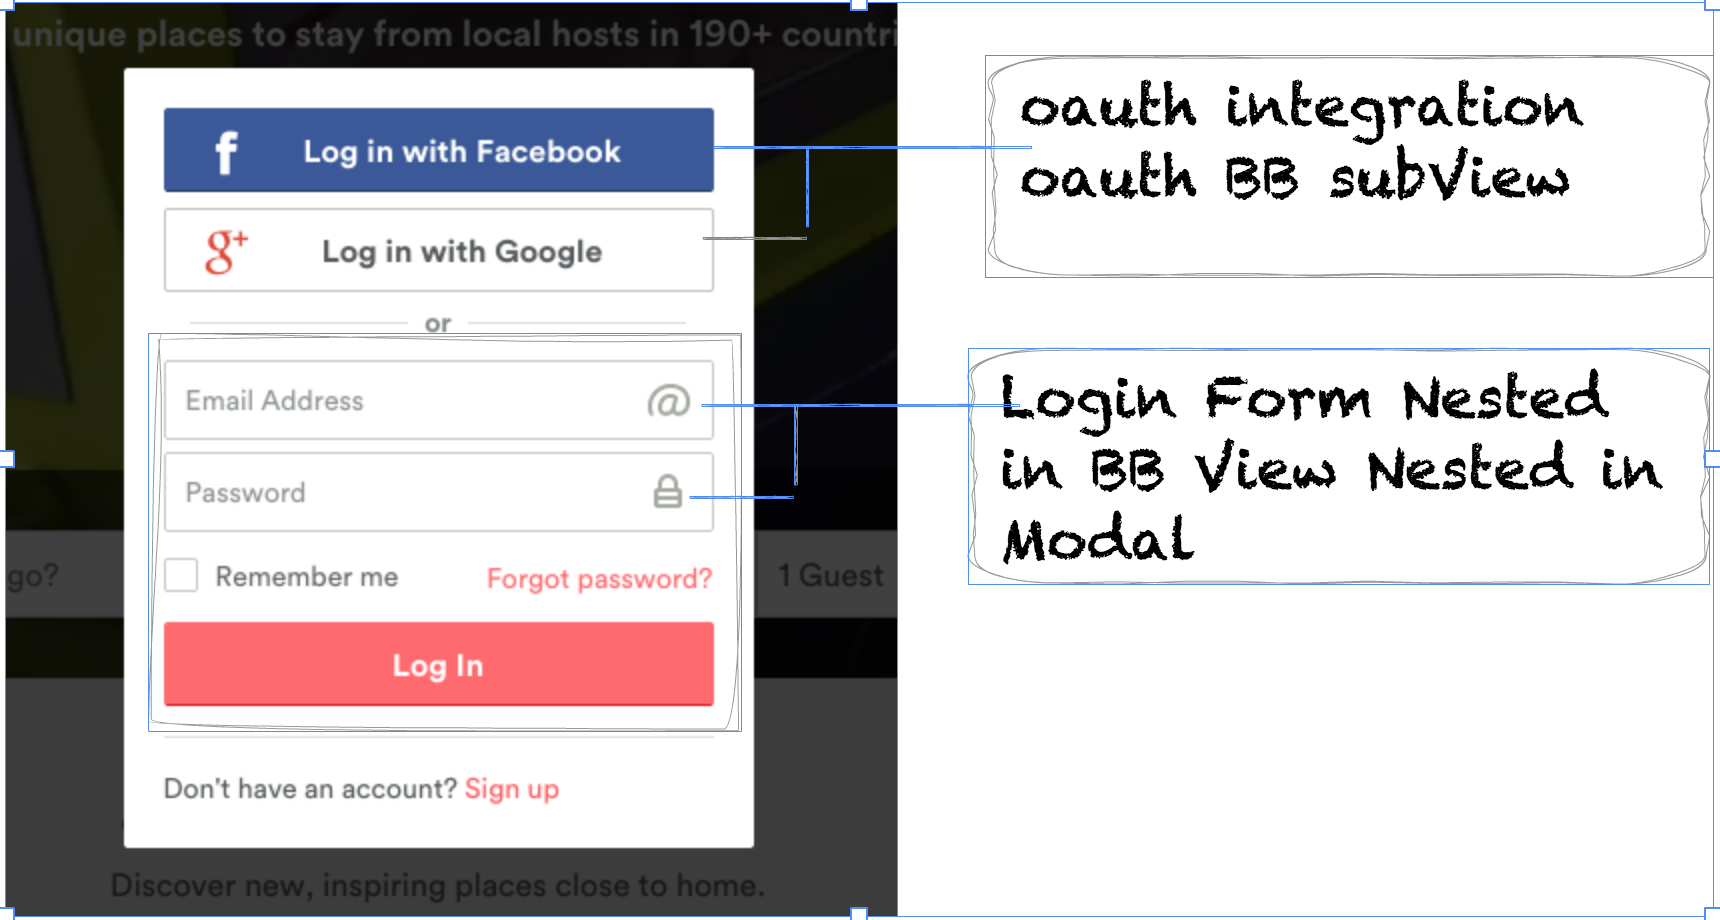 unique places to stay from local hosts in 190+ countri
f Log in with Facebook
g+ Log in with Google
or
Email Address @
Password
go?
Remember me Forgot password?
1 Guest
Log In
Don't have an account? Sign up
Discover new, inspiring places close to home.
oauth integration
oauth BB subView
Login Form Nested
in BB View Nested in
Modal